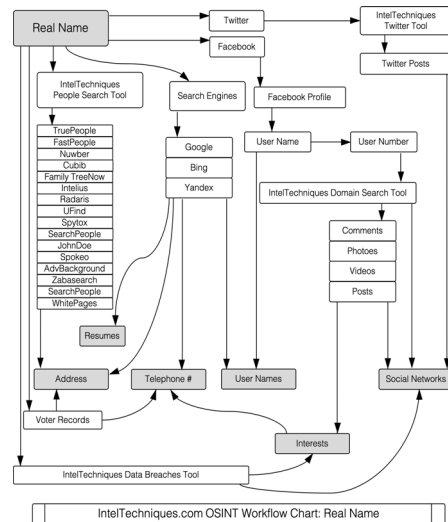 Real Name
Twitter
IntelTechniques
Twitter Tool
Facebook
Twitter Posts
IntelTechniques
People Search Tool
Search Engines
Facebook Profile
TruePeople
FastPeople
Nuwber
Cubib
Family TreeNow
Intelius
Radaris
UFind
Spytox
SearchPeople
JohnDoe
Spokeo
AdvBackground
Zabasearch
SearchPeople
WhitePages
Google
Bing
Yandex
User Name
User Number
IntelTechniques Domain Search Tool
Comments
Photoes
Videos
Posts
Resumes
Address
Telephone #
User Names
Social Networks
Voter Records
Interests
IntelTechniques Data Breaches Tool
IntelTechniques.com OSINT Workflow Chart: Real Name